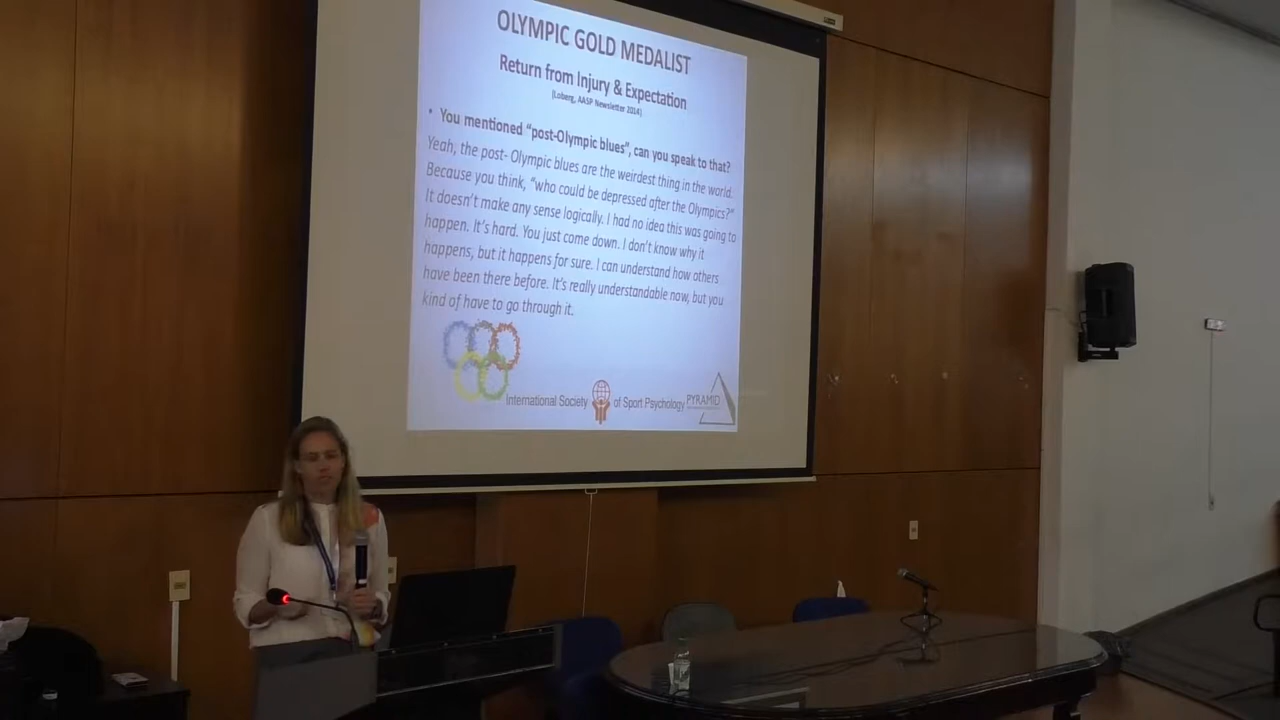 OLYMPIC GOLD MEDALIST
Return from Injury & Expectation
(Loberg, AASP Newsletter 2014)
• You mentioned "post-Olympic blues", can you speak to that?
Yeah, the post- Olympic blues are the weirdest thing in the world.
Because you think, "who could be depressed after the Olympics?"
It doesn't make any sense logically. I had no idea this was going to
happen. It's hard. You just come down. I don't know why it
happens, but it happens for sure. I can understand how others
have been there before. It's really understandable now, but you
kind of have to go through it.
International Society of Sport Psychology
PYRAMID